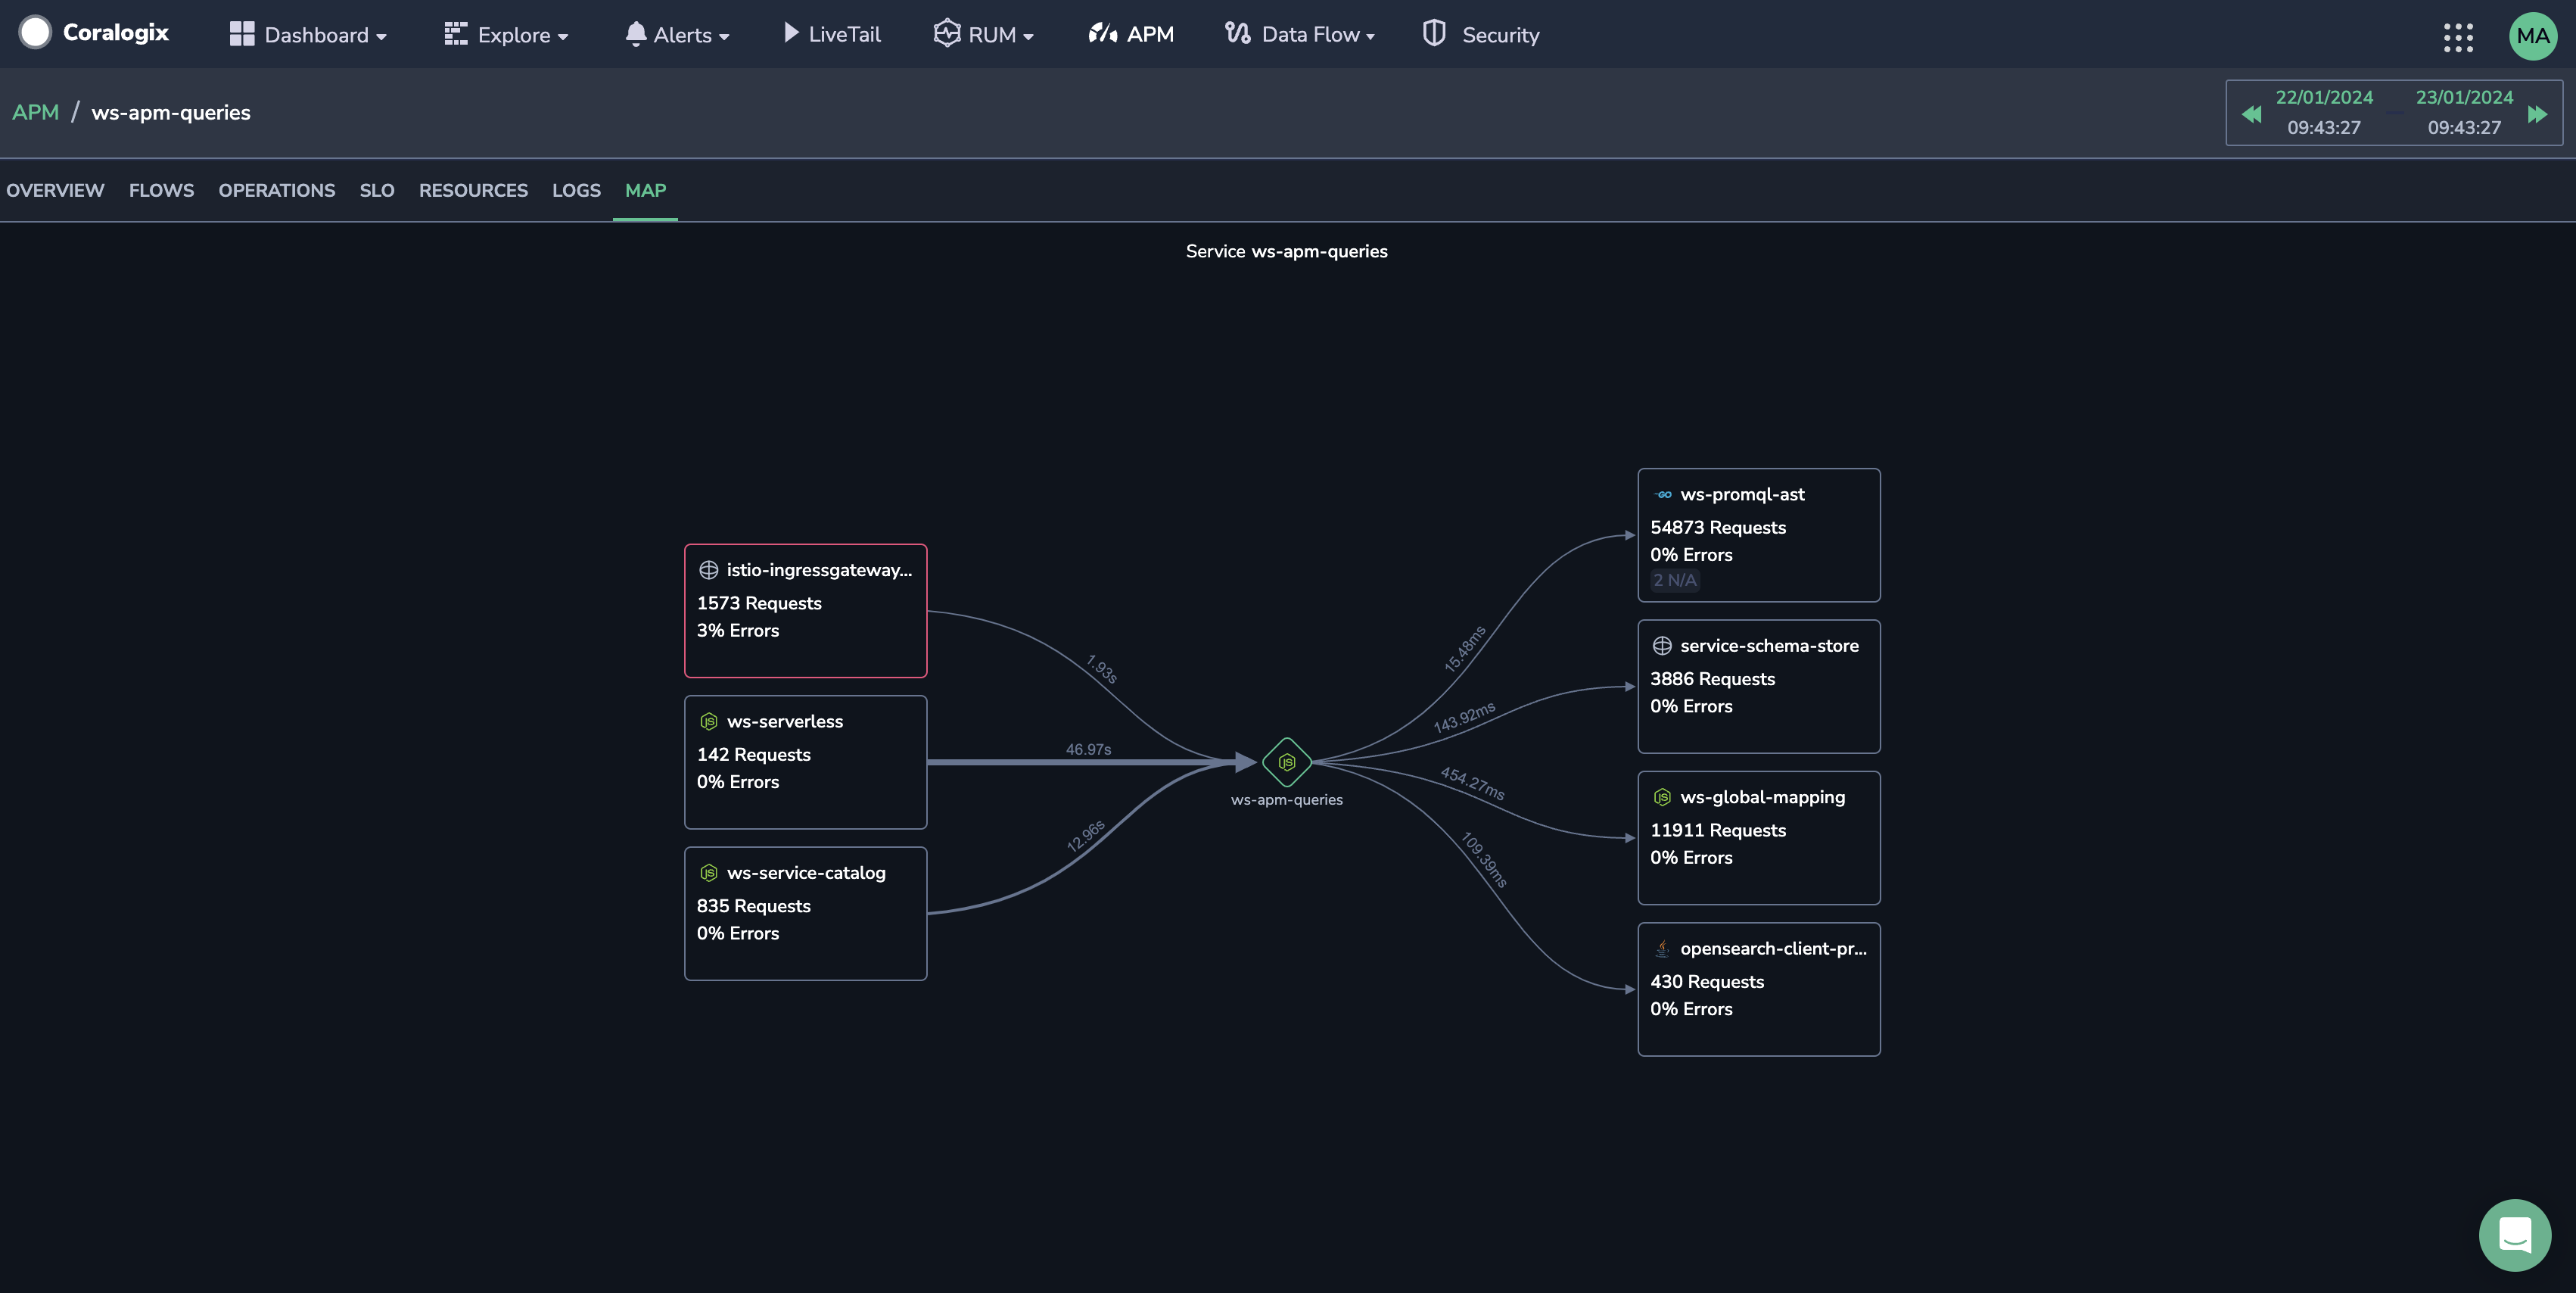 Coralogix
Dashboard
Explore
Alerts
LiveTail
RUM
APM
Data Flow
Security
MA
APM / ws-apm-queries
22/01/2024
09:43:27
23/01/2024
09:43:27
OVERVIEW
FLOWS
OPERATIONS
SLO
RESOURCES
LOGS
MAP
Service ws-apm-queries
istio-ingressgateway...
1573 Requests
3% Errors
ws-serverless
142 Requests
0% Errors
ws-service-catalog
835 Requests
0% Errors
1.93s
46.97s
12.96s
JS
ws-apm-queries
15.48ms
143.92ms
454.27ms
109.39ms
GO
ws-promql-ast
54873 Requests
0% Errors
2 N/A
service-schema-store
3886 Requests
0% Errors
ws-global-mapping
11911 Requests
0% Errors
opensearch-client-pr...
430 Requests
0% Errors